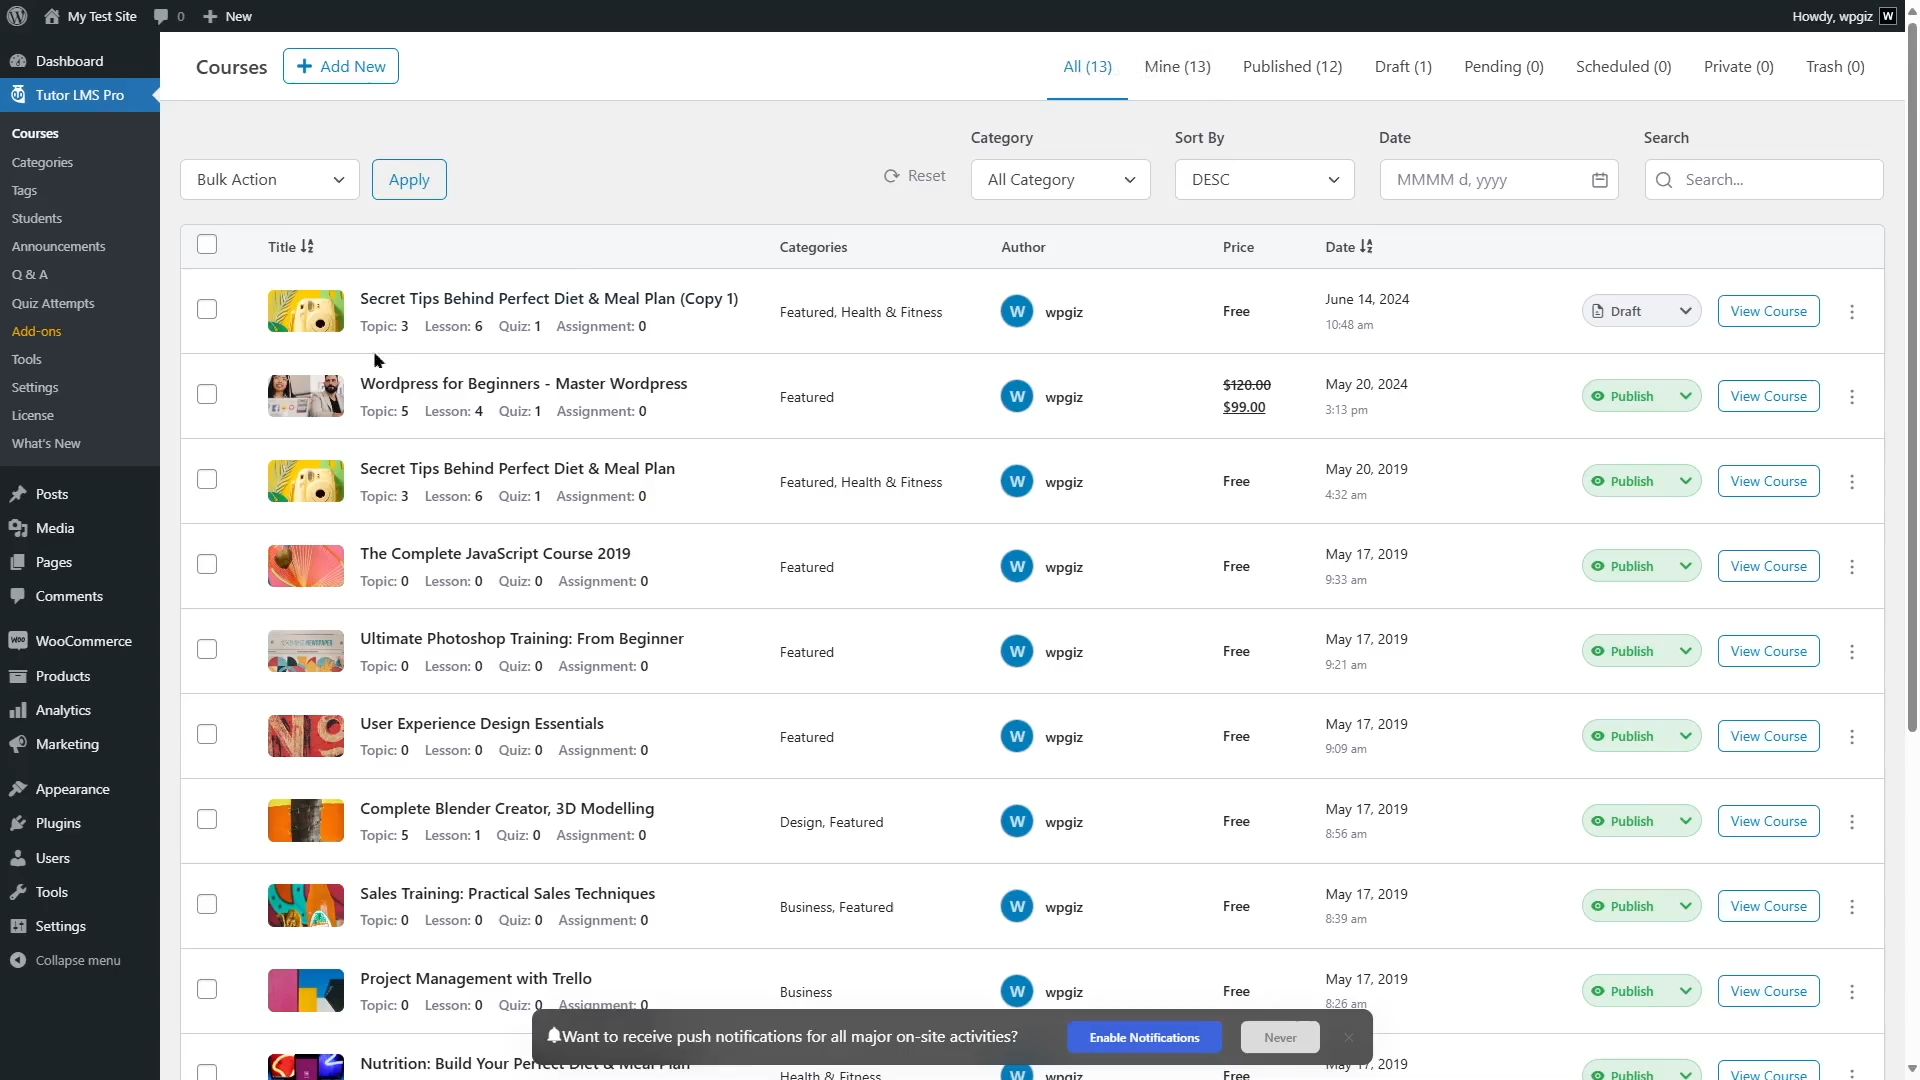 My Test Site 0 New Howdy, wpgiz W
Dashboard
Tutor LMS Pro
Courses
Categories
Tags
Students
Announcements
Q & A
Quiz Attempts
Add-ons
Tools
Settings
License
What's New
Posts
Media
Pages
Comments
WooCommerce
Products
Analytics
Marketing
Appearance
Plugins
Users
Tools
Settings
Collapse menu
Courses Add New All (13) Mine (13) Published (12) Draft (1) Pending (0) Scheduled (0) Private (0) Trash (0)
Category Sort By Date Search
Bulk Action Apply Reset All Category DESC MMMM d, yyyy Search...
Title Categories Author Price Date
Secret Tips Behind Perfect Diet & Meal Plan (Copy 1)
Topic: 3 Lesson: 6 Quiz: 1 Assignment: 0
Featured, Health & Fitness W wpgiz Free
June 14, 2024
10:48 am
Draft View Course
Wordpress for Beginners - Master Wordpress
Topic: 5 Lesson: 4 Quiz: 1 Assignment: 0
Featured W wpgiz
$120.00
$99.00
May 20, 2024
3:13 pm
Publish View Course
Secret Tips Behind Perfect Diet & Meal Plan
Topic: 3 Lesson: 6 Quiz: 1 Assignment: 0
Featured, Health & Fitness W wpgiz Free
May 20, 2019
4:32 am
Publish View Course
The Complete JavaScript Course 2019
Topic: 0 Lesson: 0 Quiz: 0 Assignment: 0
Featured W wpgiz Free
May 17, 2019
9:33 am
Publish View Course
Ultimate Photoshop Training: From Beginner
Topic: 0 Lesson: 0 Quiz: 0 Assignment: 0
Featured W wpgiz Free
May 17, 2019
9:21 am
Publish View Course
User Experience Design Essentials
Topic: 0 Lesson: 0 Quiz: 0 Assignment: 0
Featured W wpgiz Free
May 17, 2019
9:09 am
Publish View Course
Complete Blender Creator, 3D Modelling
Topic: 5 Lesson: 1 Quiz: 0 Assignment: 0
Design, Featured W wpgiz Free
May 17, 2019
8:56 am
Publish View Course
Sales Training: Practical Sales Techniques
Topic: 0 Lesson: 0 Quiz: 0 Assignment: 0
Business, Featured W wpgiz Free
May 17, 2019
8:39 am
Publish View Course
Project Management with Trello
Topic: 0 Lesson: 0 Quiz: 0 Assignment: 0
Business W wpgiz Free
May 17, 2019
8:26 am
Publish View Course
Want to receive push notifications for all major on-site activities? Enable Notifications Never
Nutrition: Build Your Perfect Diet & Meal Plan
Health & Fitness W wpgiz Free
2019
Publish View Course